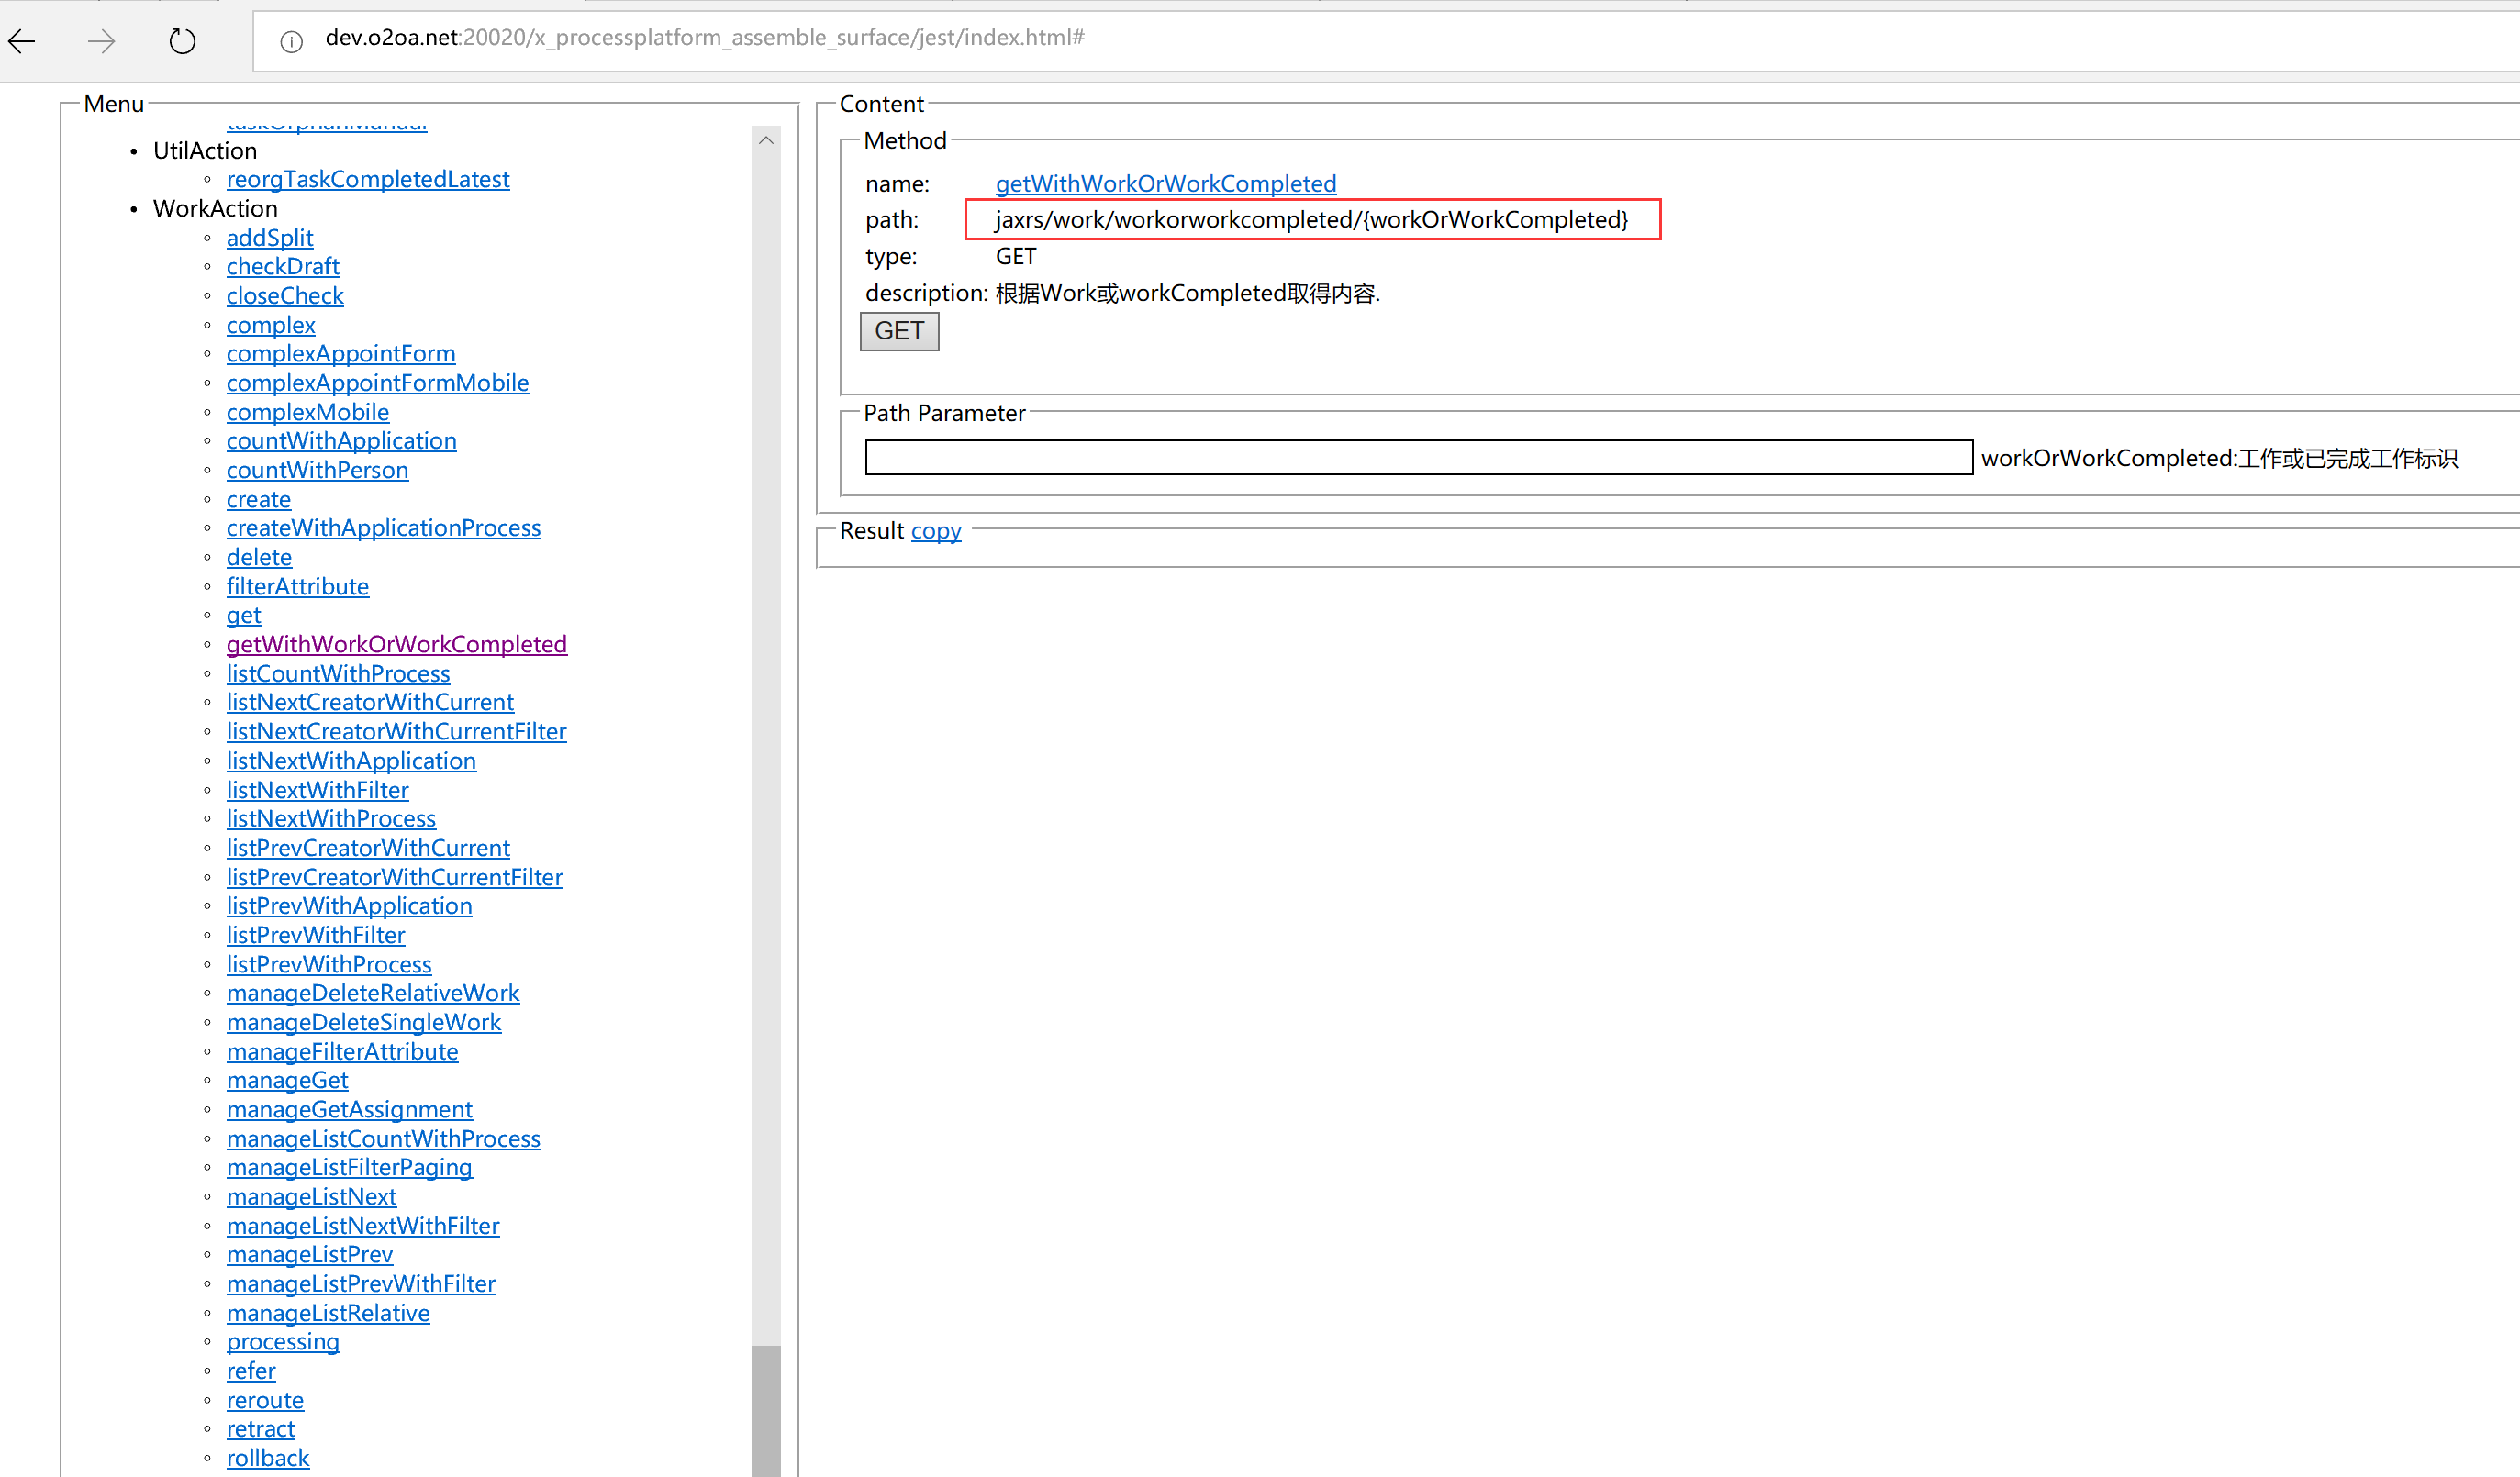 dev.o2oa.net:20020/x_processplatform_assemble_surface/jest/index.html#
Menu
taskOrphanManual
UtilAction
reorgTaskCompletedLatest
WorkAction
addSplit
checkDraft
closeCheck
complex
complexAppointForm
complexAppointFormMobile
complexMobile
countWithApplication
countWithPerson
create
createWithApplicationProcess
delete
filterAttribute
get
getWithWorkOrWorkCompleted
listCountWithProcess
listNextCreatorWithCurrent
listNextCreatorWithCurrentFilter
listNextWithApplication
listNextWithFilter
listNextWithProcess
listPrevCreatorWithCurrent
listPrevCreatorWithCurrentFilter
listPrevWithApplication
listPrevWithFilter
listPrevWithProcess
manageDeleteRelativeWork
manageDeleteSingleWork
manageFilterAttribute
manageGet
manageGetAssignment
manageListCountWithProcess
manageListFilterPaging
manageListNext
manageListNextWithFilter
manageListPrev
manageListPrevWithFilter
manageListRelative
processing
refer
reroute
retract
rollback
Content
Method
name: getWithWorkOrWorkCompleted
path: jaxrs/work/workorworkcompleted/{workOrWorkCompleted}
type: GET
description: 根据Work或workCompleted取得内容.
GET
Path Parameter
workOrWorkCompleted:工作或已完成工作标识
Result copy